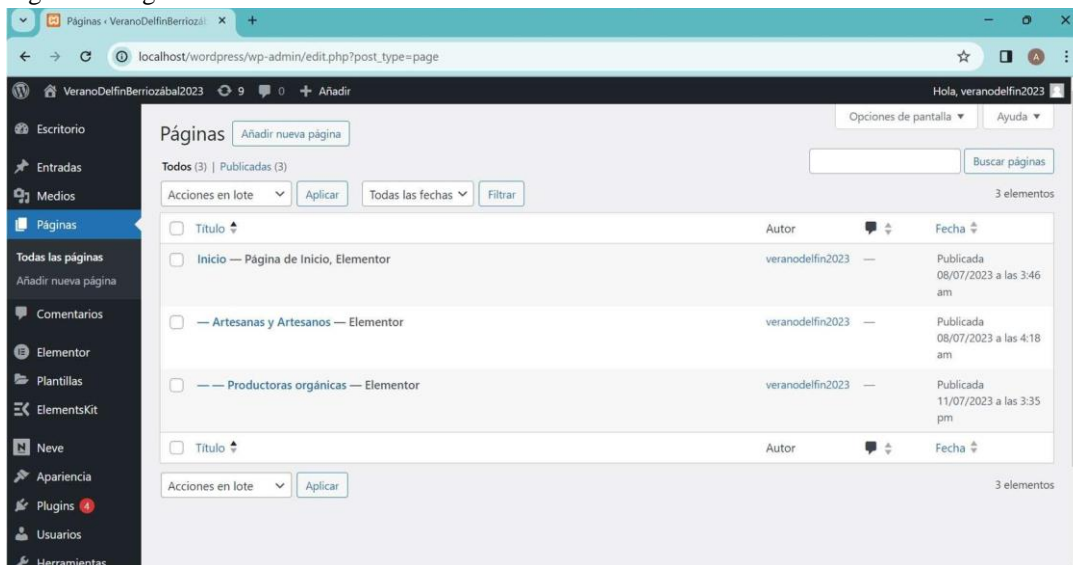 Páginas ‹ VeranoDelfinBerriozál
localhost/wordpress/wp-admin/edit.php?post_type=page
A
VeranoDelfinBerriozábal2023 9 0 + Añadir
Hola, veranodelfin2023
Opciones de pantalla ▼
Ayuda ▼
Escritorio
Entradas
Medios
Páginas
Todas las páginas
Añadir nueva página
Comentarios
Elementor
Plantillas
ElementsKit
Neve
Apariencia
Plugins 4
Usuarios
Herramientas
Páginas Añadir nueva página
Todos (3) | Publicadas (3)
Buscar páginas
Acciones en lote Aplicar Todas las fechas Filtrar
3 elementos
Título Autor Fecha
Inicio — Página de Inicio, Elementor veranodelfin2023 — Publicada
08/07/2023 a las 3:46
am
— Artesanas y Artesanos — Elementor veranodelfin2023 — Publicada
08/07/2023 a las 4:18
am
— — Productoras orgánicas — Elementor veranodelfin2023 — Publicada
11/07/2023 a las 3:35
pm
Título Autor Fecha
Acciones en lote Aplicar
3 elementos